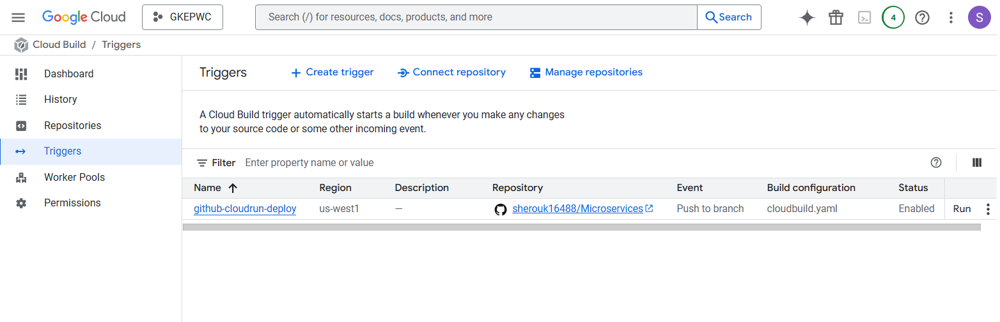 Google Cloud
GKEPWC
Search (/) for resources, docs, products, and more
Search
4
S
Cloud Build / Triggers
Dashboard
History
Repositories
Triggers
Worker Pools
Permissions
Triggers
Create trigger
Connect repository
Manage repositories
A Cloud Build trigger automatically starts a build whenever you make any changes
to your source code or some other incoming event.
Filter Enter property name or value
Name Region Description Repository Event Build configuration Status
github-cloudrun-deploy us-west1 — sherouk16488/Microservices Push to branch cloudbuild.yaml Enabled Run